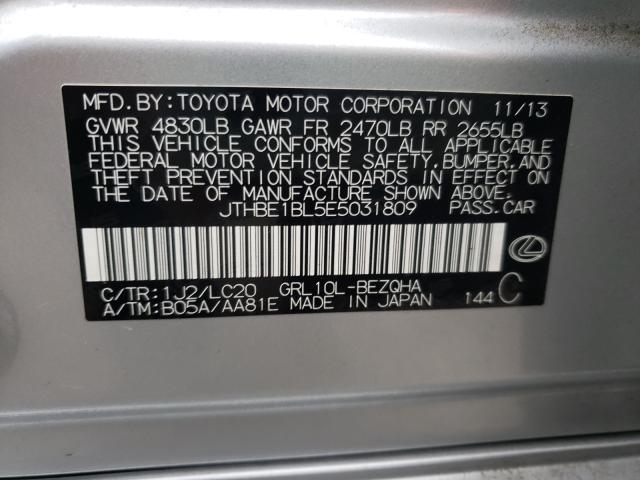 MFD.BY:TOYOTA MOTOR CORPORATION 11/13
GVWR 4830LB GAWR FR 2470LB RR 2655LB
THIS VEHICLE CONFORMS TO ALL APPLICABLE
FEDERAL MOTOR VEHICLE SAFETY,BUMPER,AND
THEFT PREVENTION STANDARDS IN EFFECT ON
THE DATE OF MANUFACTURE SHOWN ABOVE.
JTHBE1BL5E5031809 PASS.CAR
C/TR:1J2/LC20 GRL10L-BEZQHA
A/TM:B05A/AA81E MADE IN JAPAN 144 C